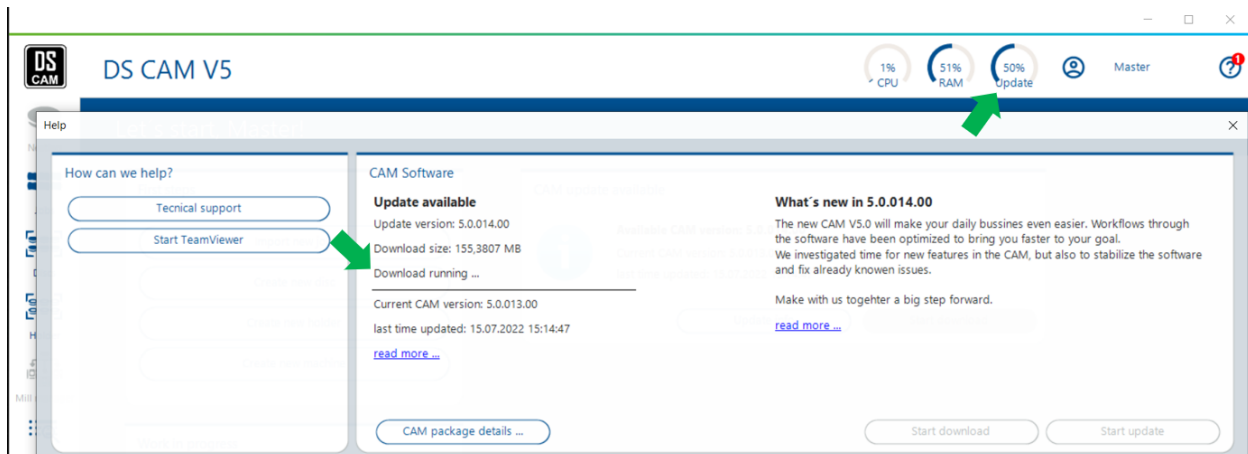 DS
CAM
DS CAM V5
1%
CPU
51%
RAM
50%
Update
Master
1
Help
How can we help?
Tecnical support
Start TeamViewer
CAM Software
Update available
Update version: 5.0.014.00
Download size: 155,3807 MB
Download running ...
Current CAM version: 5.0.013.00
last time updated: 15.07.2022 15:14:47
read more ...
CAM package details ...
What´s new in 5.0.014.00
The new CAM V5.0 will make your daily bussines even easier. Workflows through
the software have been optimized to bring you faster to your goal.
We investigated time for new features in the CAM, but also to stabilize the software
and fix already knowen issues.
Make with us togehter a big step forward.
read more ...
Start download
Start update
Mill